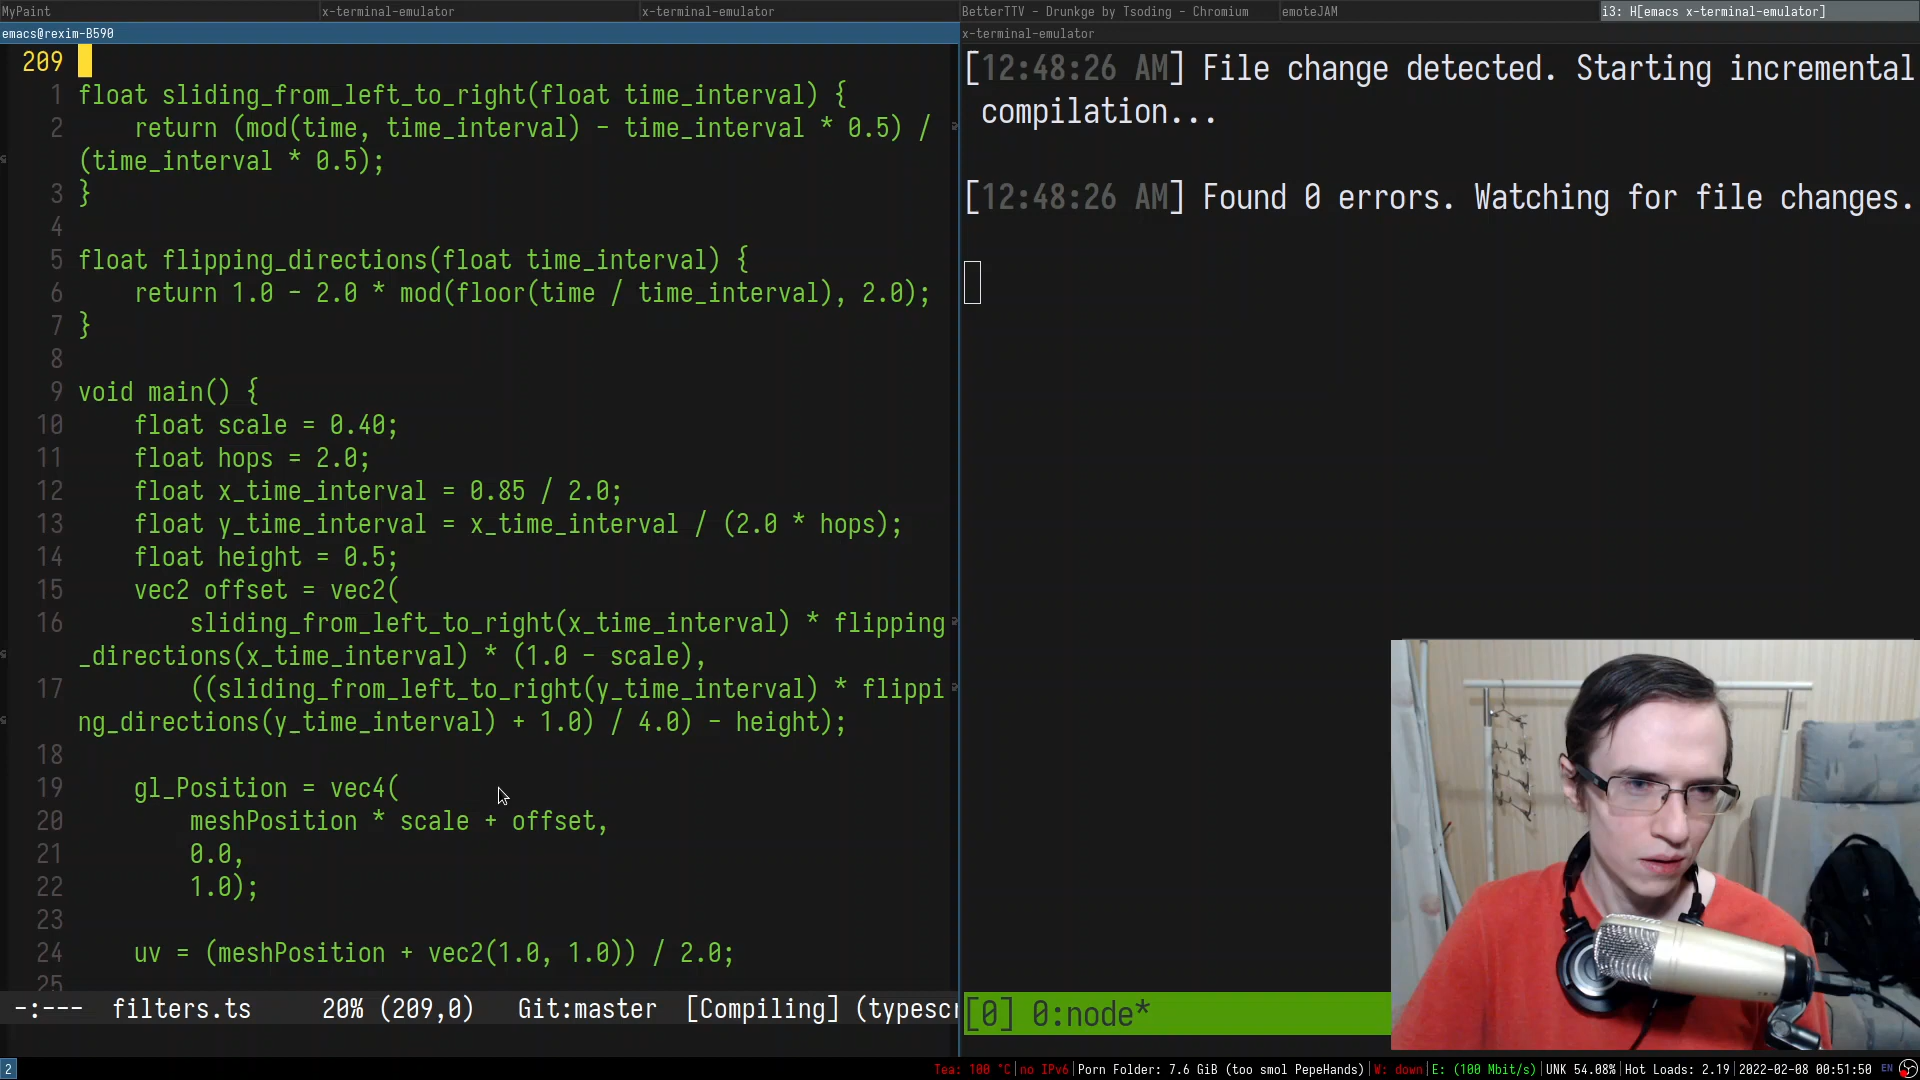 MyPaint
x-terminal-emulator
x-terminal-emulator
BetterTTV - Drunkge by Tsoding - Chromium
emoteJAM
i3: H[emacs x-terminal-emulator]
emacs@rexim-B590
x-terminal-emulator
209
1 float sliding_from_left_to_right(float time_interval) {
2 return (mod(time, time_interval) - time_interval * 0.5) /
(time_interval * 0.5);
3 }
4
5 float flipping_directions(float time_interval) {
6 return 1.0 - 2.0 * mod(floor(time / time_interval), 2.0);
7 }
8
9 void main() {
10 float scale = 0.40;
11 float hops = 2.0;
12 float x_time_interval = 0.85 / 2.0;
13 float y_time_interval = x_time_interval / (2.0 * hops);
14 float height = 0.5;
15 vec2 offset = vec2(
16 sliding_from_left_to_right(x_time_interval) * flipping
_directions(x_time_interval) * (1.0 - scale),
17 ((sliding_from_left_to_right(y_time_interval) * flippi
ng_directions(y_time_interval) + 1.0) / 4.0) - height);
18
19 gl_Position = vec4(
20 meshPosition * scale + offset,
21 0.0,
22 1.0);
23
24 uv = (meshPosition + vec2(1.0, 1.0)) / 2.0;
25
-:--- filters.ts 20% (209,0) Git:master [Compiling] (typescr
[12:48:26 AM] File change detected. Starting incremental
compilation...
[12:48:26 AM] Found 0 errors. Watching for file changes.
[0] 0:node*
2
Tea: 100 °C|no IPv6|Porn Folder: 7.6 GiB (too smol PepeHands)|W: down|E: (100 Mbit/s)|UNK 54.08%|Hot Loads: 2.19|2022-02-08 00:51:50 EN